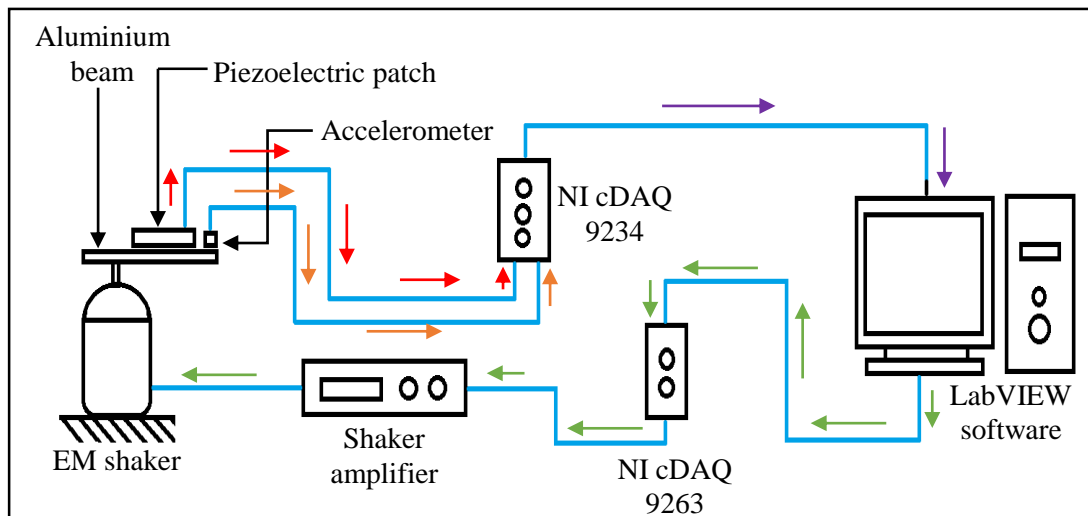 Aluminium
beam
Piezoelectric patch
Accelerometer
NI cDAQ
9234
LabVIEW
software
Shaker
amplifier
EM shaker
NI cDAQ
9263